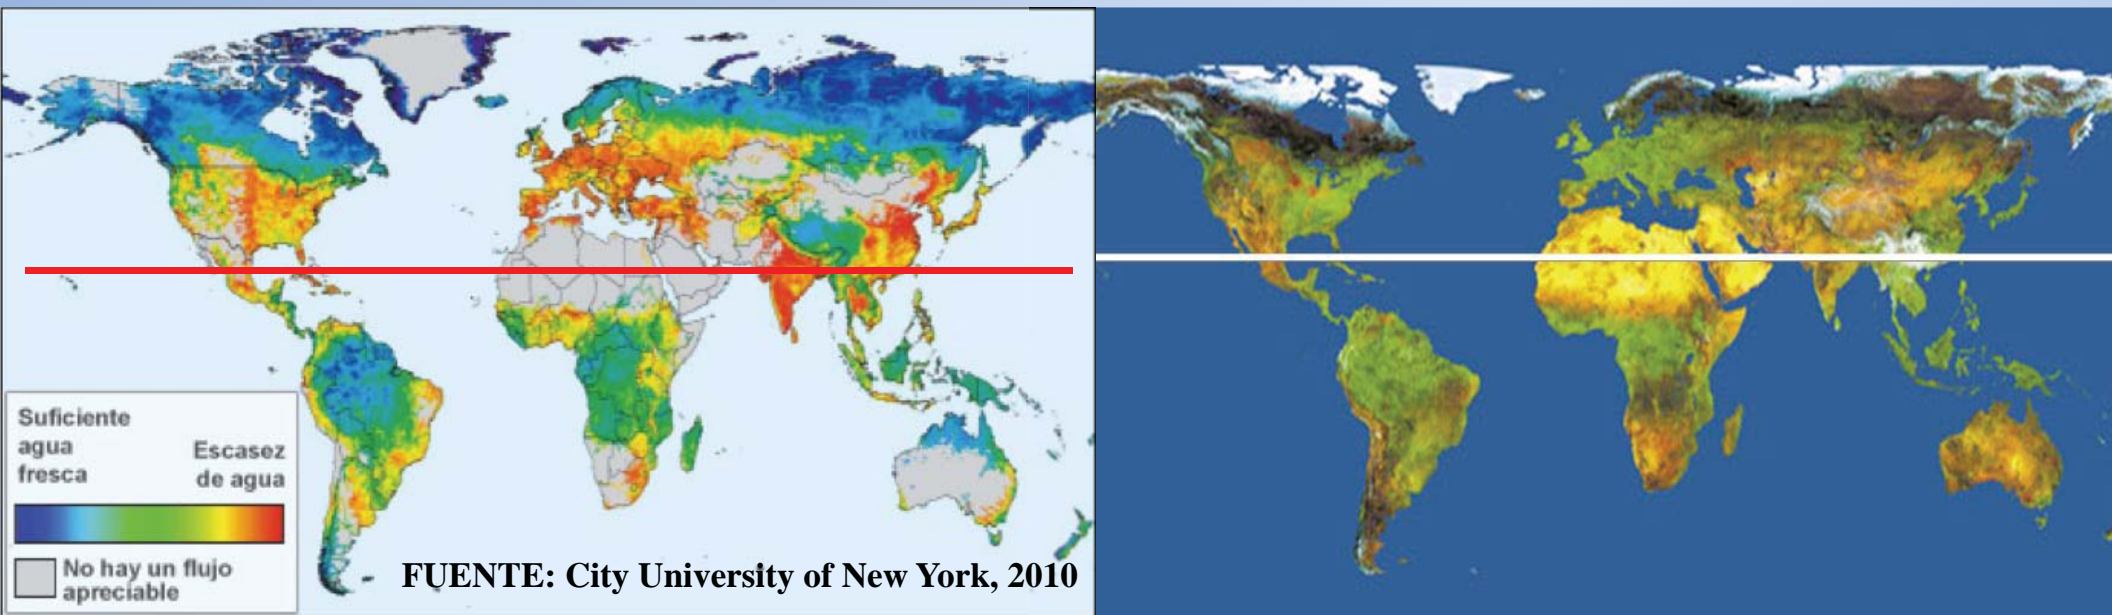 Suficiente
agua
fresca
Escasez
de agua
No hay un flujo
apreciable
FUENTE: City University of New York, 2010